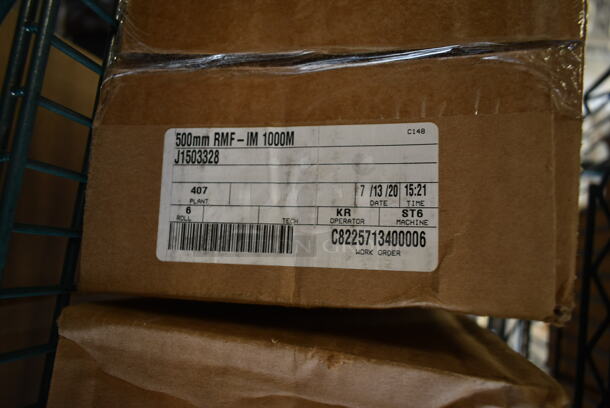 500mm RMF-IM 1000M
C148
J1503328
407 7 /13 /20 15:21
PLANT DATE TIME
6 KR ST6
ROLL TECH OPERATOR MACHINE
C8225713400006
WORK ORDER